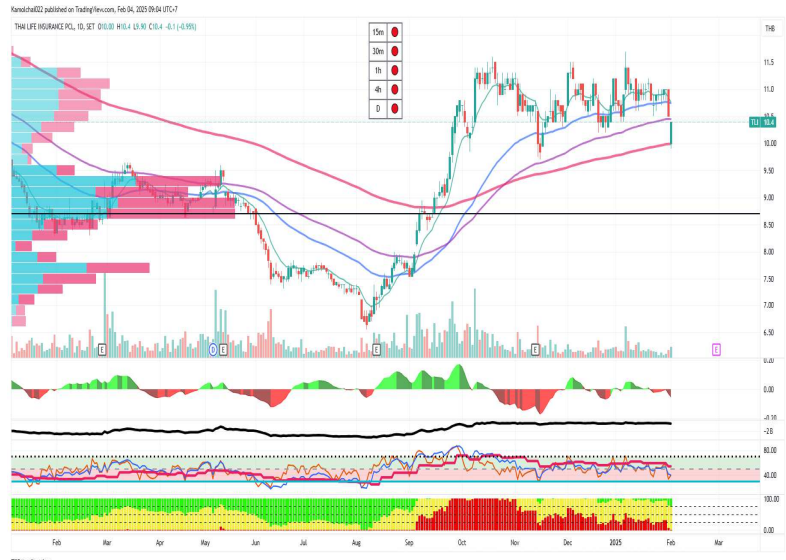 Kamolchai022 published on TradingView.com, Feb 04, 2025 09:04 UTC+7
THAI LIFE INSURANCE PCL, 1D, SET O10.00 H10.4 L9.90 C10.4 -0.1 (-0.95%)
THB
15m
30m
1h
4h
D
11.5
11.0
TLI 10.4
10.00
9.50
9.00
8.50
8.00
7.50
7.00
6.50
E D E E E E
0.20
0.00
-0.10
-2B
80.00
40.00
100.00
0.00
Feb Mar Apr May Jun Jul Aug Sep Oct Nov Dec 2025 Feb Mar